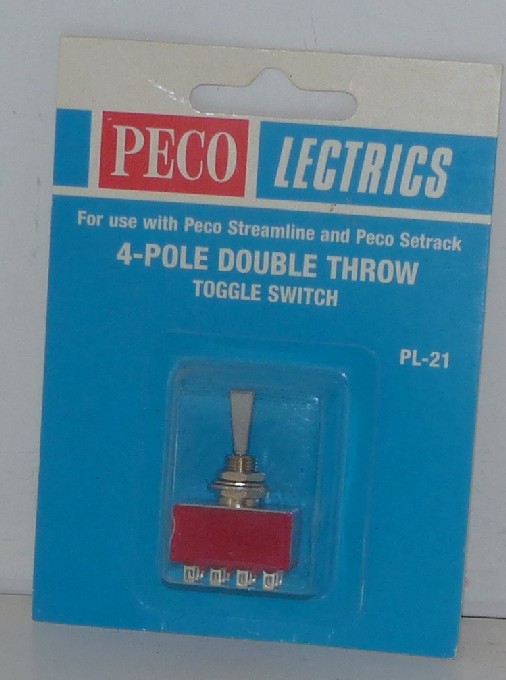 PECO LECTRICS
For use with Peco Streamline and Peco Setrack
4-POLE DOUBLE THROW
TOGGLE SWITCH
PL-21